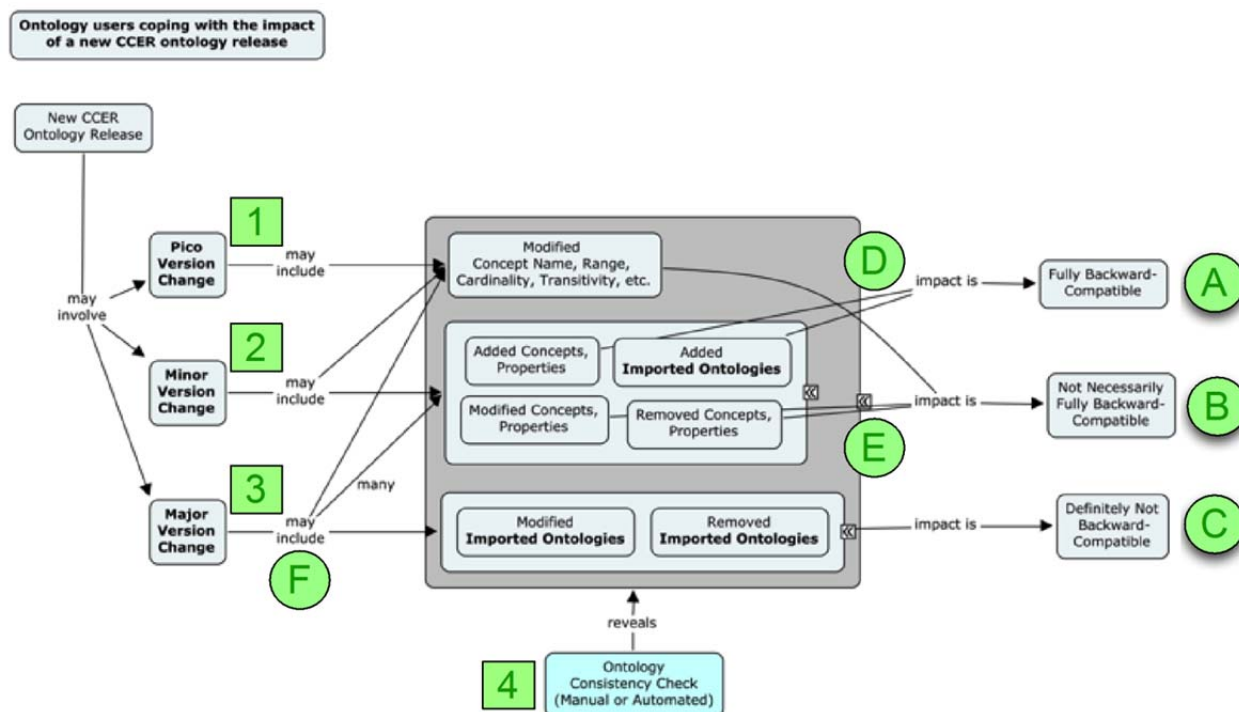 Ontology users coping with the impact
of a new CCER ontology release
New CCER
Ontology Release
may
involve
1
Pico
Version
Change
may
include
2
Minor
Version
Change
may
include
3
Major
Version
Change
may
include
many
F
Modified
Concept Name, Range,
Cardinality, Transitivity, etc.
Added Concepts,
Properties
Added
Imported Ontologies
Modified Concepts,
Properties
Removed Concepts,
Properties
Modified
Imported Ontologies
Removed
Imported Ontologies
D
impact is
Fully Backward-
Compatible
A
E
impact is
Not Necessarily
Fully Backward-
Compatible
B
impact is
Definitely Not
Backward-
Compatible
C
reveals
4
Ontology
Consistency Check
(Manual or Automated)